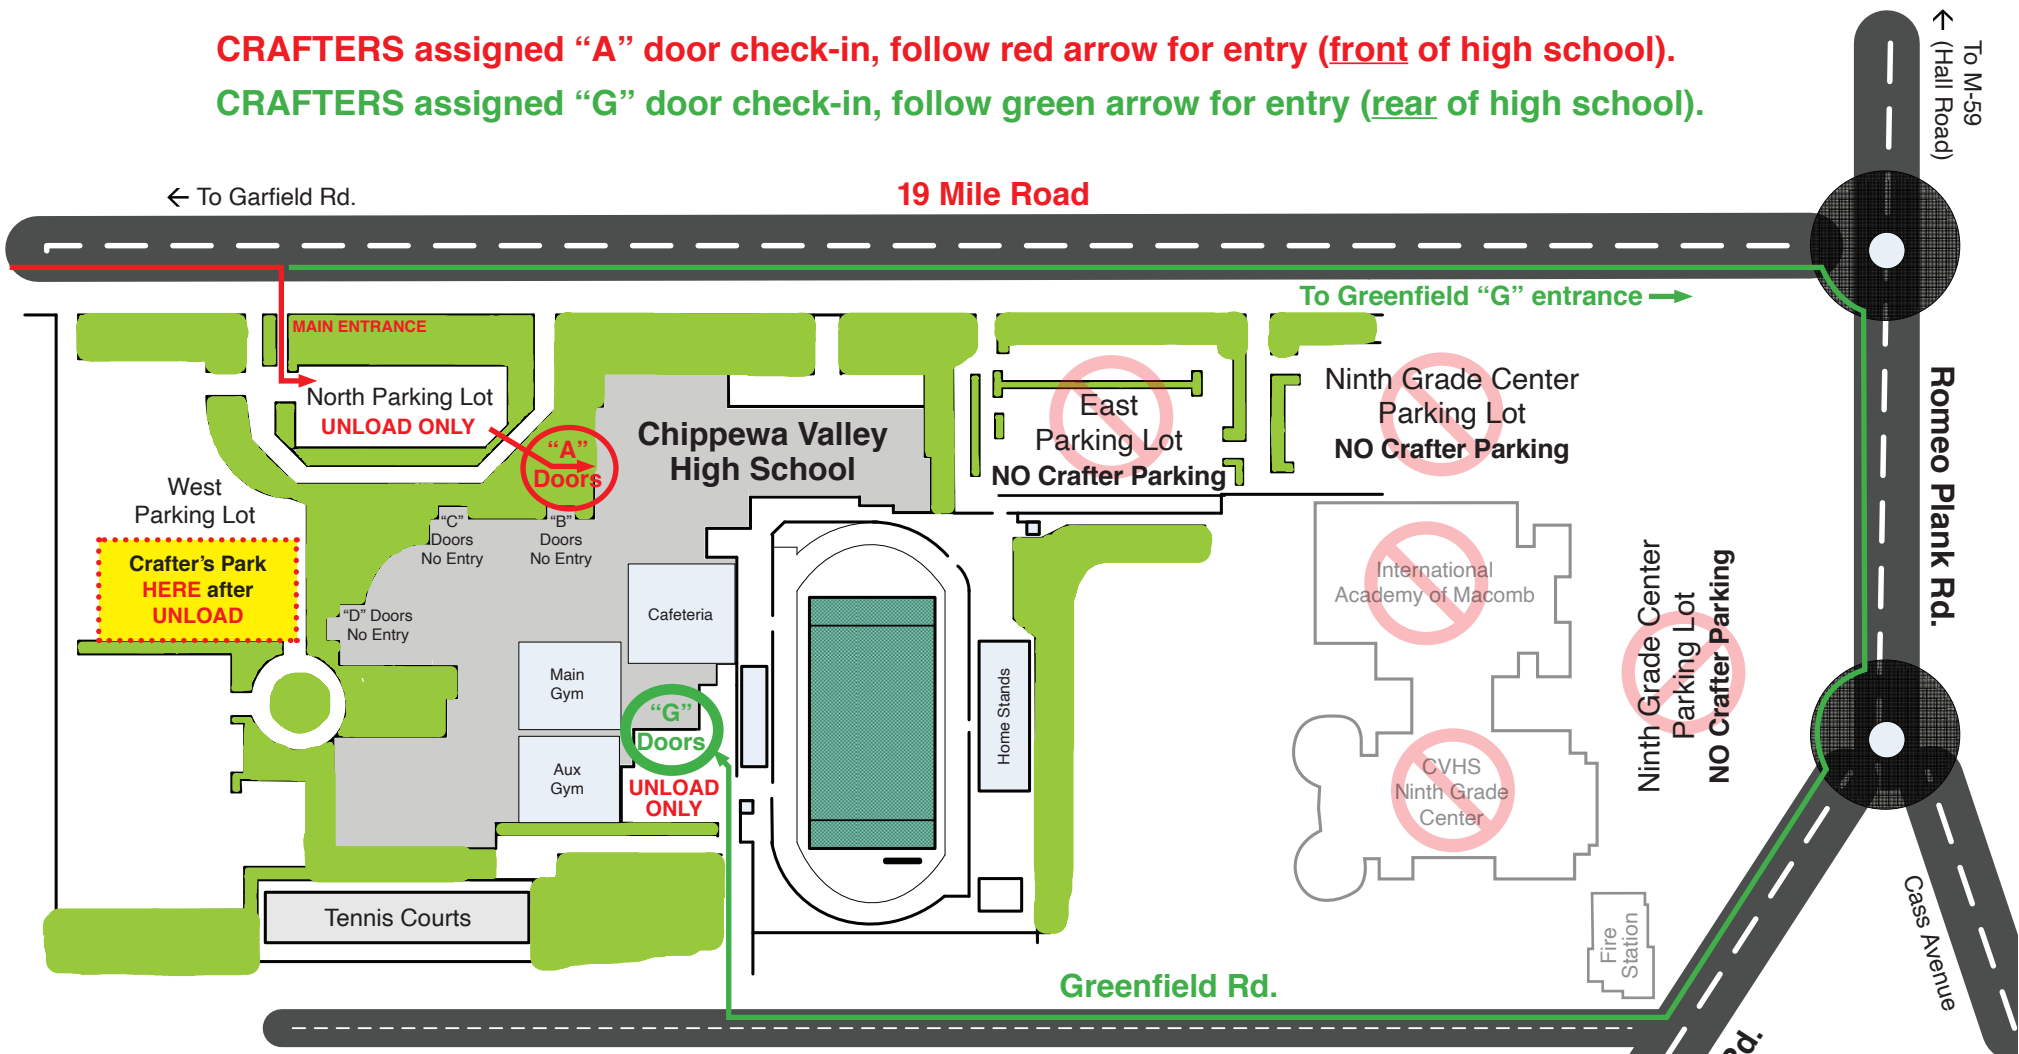 CRAFTERS assigned “A” door check-in, follow red arrow for entry (front of high school).
CRAFTERS assigned “G” door check-in, follow green arrow for entry (rear of high school).
← To M-59
(Hall Road)
← To Garfield Rd.
19 Mile Road
To Greenfield “G” entrance
MAIN ENTRANCE
North Parking Lot
UNLOAD ONLY
“A”
Doors
Chippewa Valley
High School
East
Parking Lot
NO Crafter Parking
Ninth Grade Center
Parking Lot
NO Crafter Parking
Romeo Plank Rd.
West
Parking Lot
Crafter’s Park
HERE after
UNLOAD
“C”
Doors
No Entry
“B”
Doors
No Entry
“D” Doors
No Entry
Cafeteria
Main
Gym
“G”
Doors
Aux
Gym
UNLOAD
ONLY
Home Stands
International
Academy of Macomb
Ninth Grade Center
Parking Lot
NO Crafter Parking
CVHS
Ninth Grade
Center
Tennis Courts
Fire
Station
Cass Avenue
Greenfield Rd.
Rd.